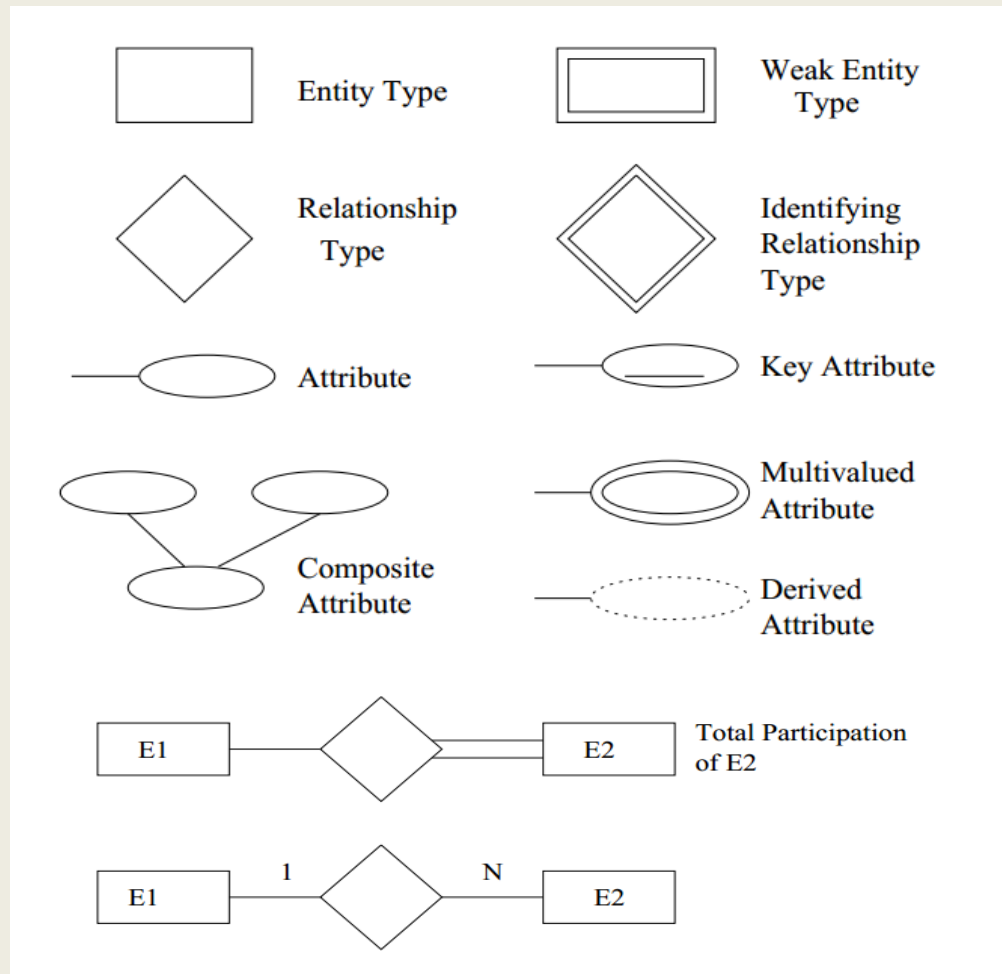 Entity Type
Weak Entity
Type
Relationship
Type
Identifying
Relationship
Type
Attribute
Key Attribute
Composite
Attribute
Multivalued
Attribute
Derived
Attribute
E1
E2
Total Participation
of E2
E1
1
N
E2